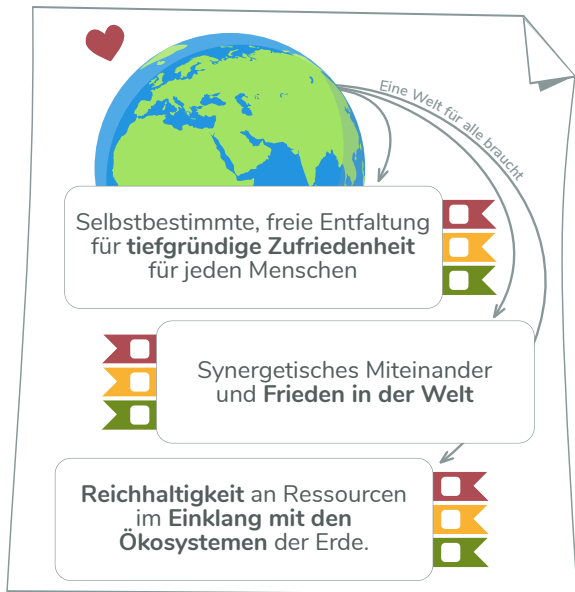 Eine Welt für alle braucht
Selbstbestimmte, freie Entfaltung
für tiefgründige Zufriedenheit
für jeden Menschen
Synergetisches Miteinander
und Frieden in der Welt
Reichhaltigkeit an Ressourcen
im Einklang mit den
Ökosystemen der Erde.